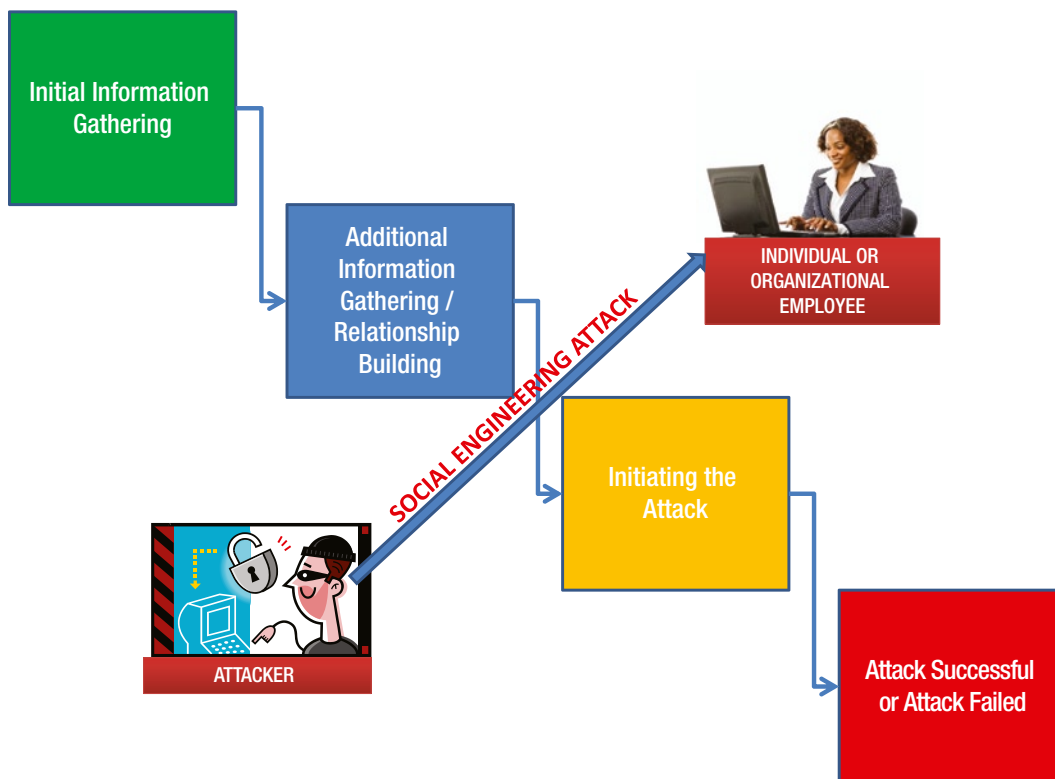 Initial Information
Gathering
Additional
Information
Gathering /
Relationship
Building
INDIVIDUAL OR
ORGANIZATIONAL
EMPLOYEE
SOCIAL ENGINEERING ATTACK
Initiating the
Attack
ATTACKER
Attack Successful
or Attack Failed